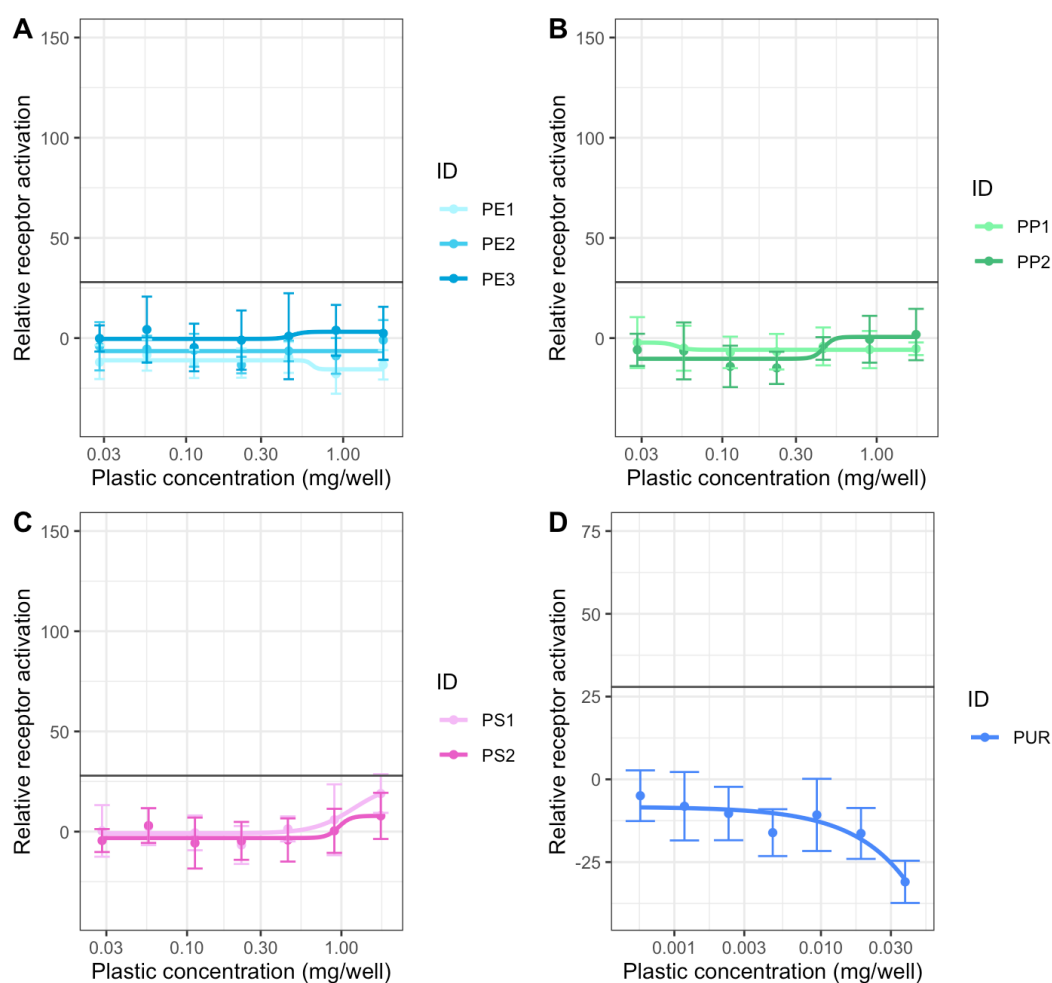 A
Relative receptor activation
150
100
50
0
0.03 0.10 0.30 1.00
Plastic concentration (mg/well)
ID
PE1
PE2
PE3
B
Relative receptor activation
150
100
50
0
0.03 0.10 0.30 1.00
Plastic concentration (mg/well)
ID
PP1
PP2
C
Relative receptor activation
150
100
50
0
0.03 0.10 0.30 1.00
Plastic concentration (mg/well)
ID
PS1
PS2
D
Relative receptor activation
75
50
25
0
-25
0.001 0.003 0.010 0.030
Plastic concentration (mg/well)
ID
PUR